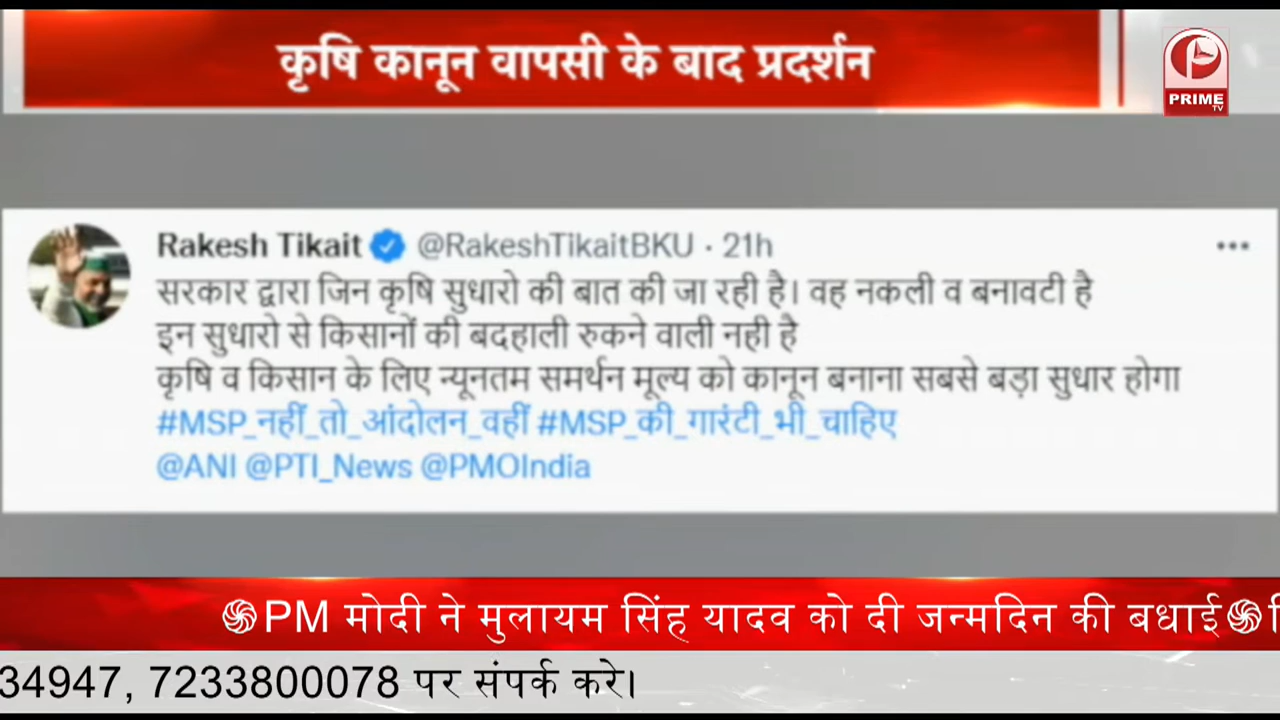 कृषि कानून वापसी के बाद प्रदर्शन
PRIME
TV
Rakesh Tikait @RakeshTikaitBKU · 21h
सरकार द्वारा जिन कृषि सुधारो की बात की जा रही है। वह नकली व बनावटी है
इन सुधारो से किसानों की बदहाली रुकने वाली नही है
कृषि व किसान के लिए न्यूनतम समर्थन मूल्य को कानून बनाना सबसे बड़ा सुधार होगा
#MSP_नहीं_तो_आंदोलन_वहीं #MSP_की_गारंटी_भी_चाहिए
@ANI @PTI_News @PMOIndia
PM मोदी ने मुलायम सिंह यादव को दी जन्मदिन की बधाई
34947, 7233800078 पर संपर्क करे।